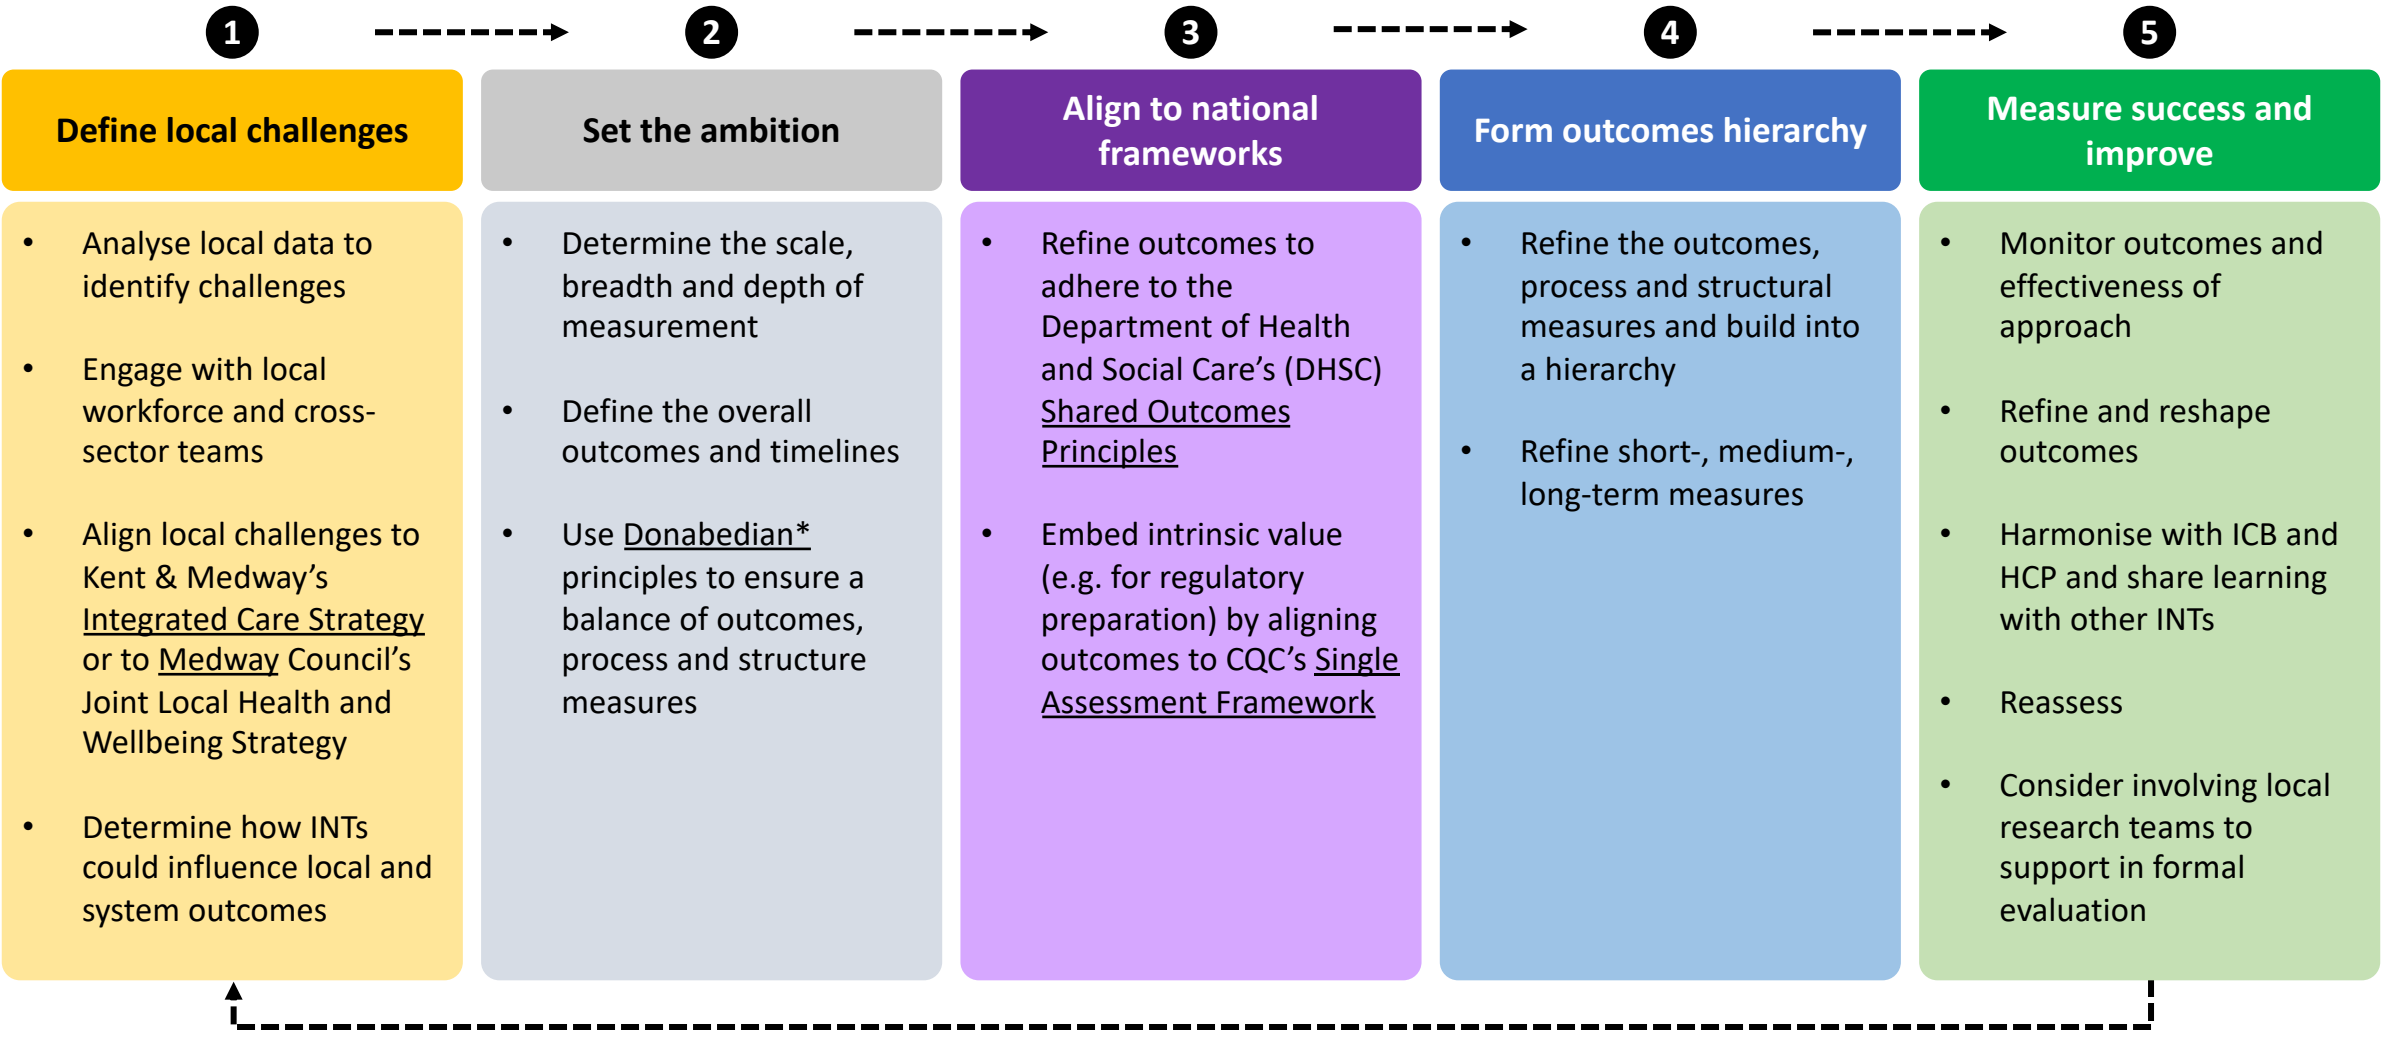 1
2
3
4
5
Define local challenges
• Analyse local data to
identify challenges
• Engage with local
workforce and cross-
sector teams
• Align local challenges to
Kent & Medway’s
Integrated Care Strategy
or to Medway Council’s
Joint Local Health and
Wellbeing Strategy
• Determine how INTs
could influence local and
system outcomes
Set the ambition
• Determine the scale,
breadth and depth of
measurement
• Define the overall
outcomes and timelines
• Use Donabedian*
principles to ensure a
balance of outcomes,
process and structure
measures
Align to national
frameworks
• Refine outcomes to
adhere to the
Department of Health
and Social Care’s (DHSC)
Shared Outcomes
Principles
• Embed intrinsic value
(e.g. for regulatory
preparation) by aligning
outcomes to CQC’s Single
Assessment Framework
Form outcomes hierarchy
• Refine the outcomes,
process and structural
measures and build into
a hierarchy
• Refine short-, medium-,
long-term measures
Measure success and
improve
• Monitor outcomes and
effectiveness of
approach
• Refine and reshape
outcomes
• Harmonise with ICB and
HCP and share learning
with other INTs
• Reassess
• Consider involving local
research teams to
support in formal
evaluation